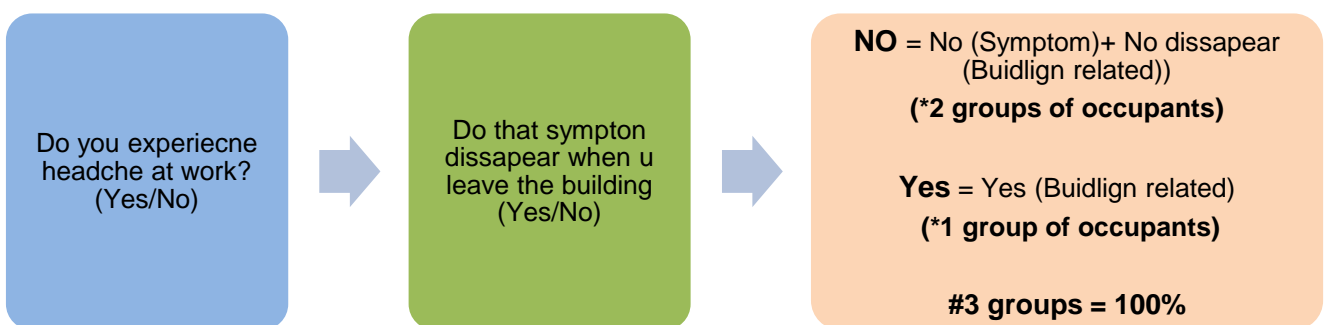 Do you experiecne
headche at work?
(Yes/No)
Do that sympton
dissapear when u
leave the building
(Yes/No)
NO = No (Symptom)+ No dissapear
(Buidlign related))
(*2 groups of occupants)
Yes = Yes (Buidlign related)
(*1 group of occupants)
#3 groups = 100%